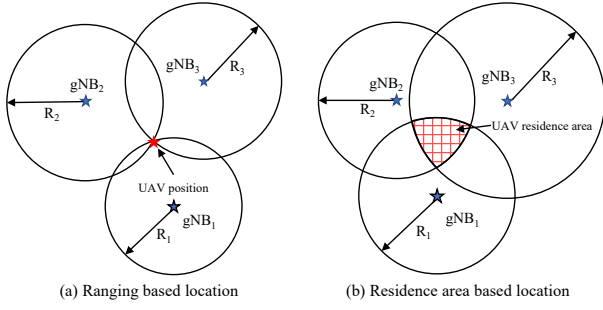 gNB3
R3
gNB2
R2
UAV position
gNB1
R1
(a) Ranging based location
gNB3
R3
gNB2
R2
UAV residence area
gNB1
R1
(b) Residence area based location